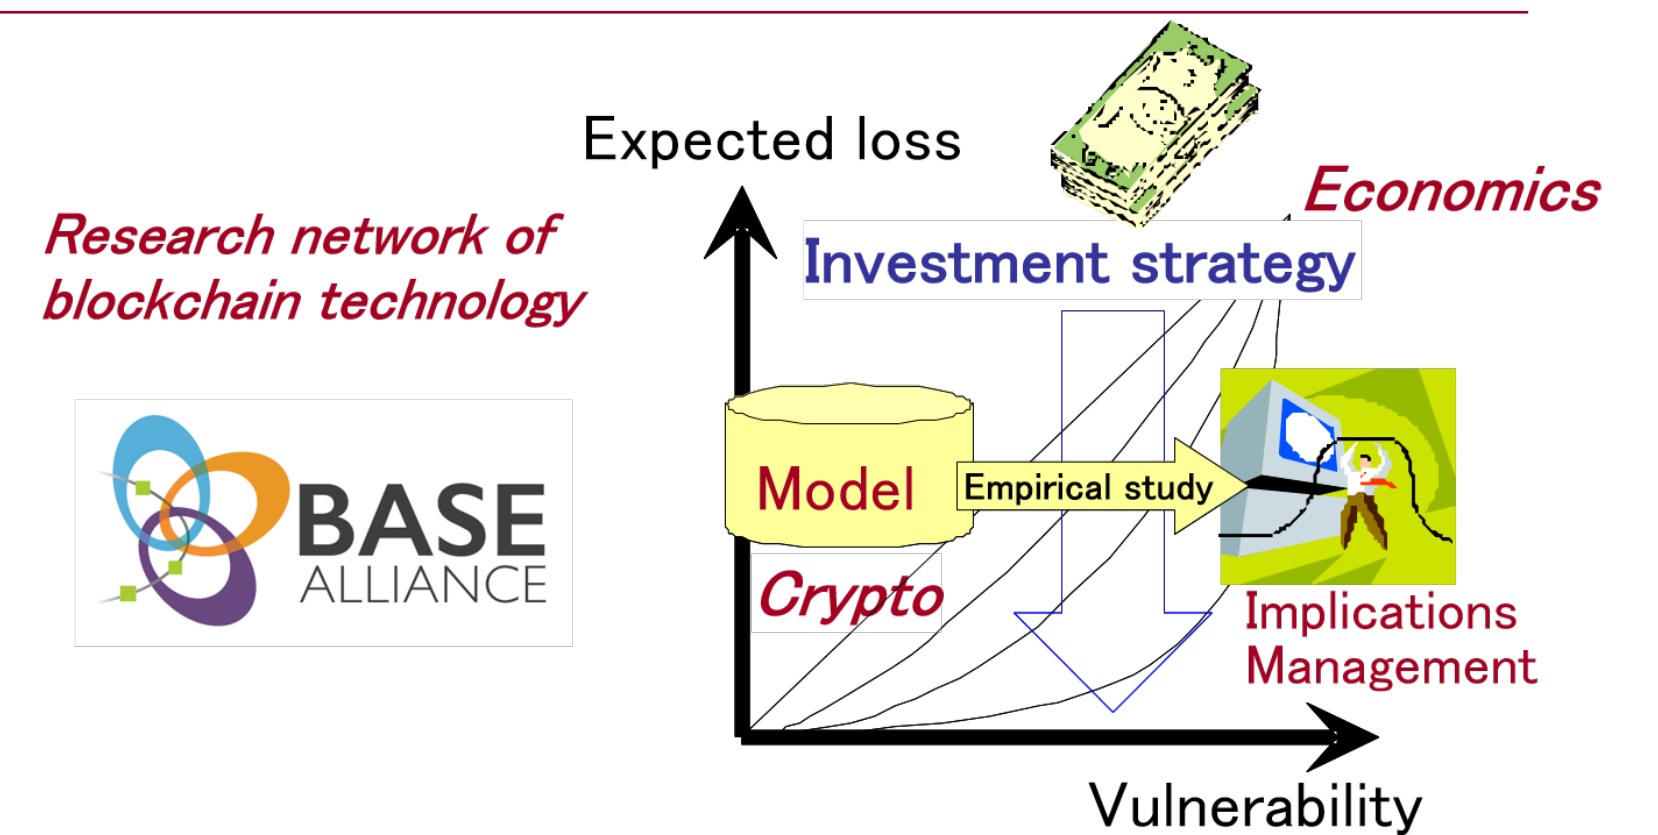 Expected loss
Economics
Research network of
blockchain technology
Investment strategy
BASE
ALLIANCE
Model
Empirical study
Crypto
Implications
Management
Vulnerability